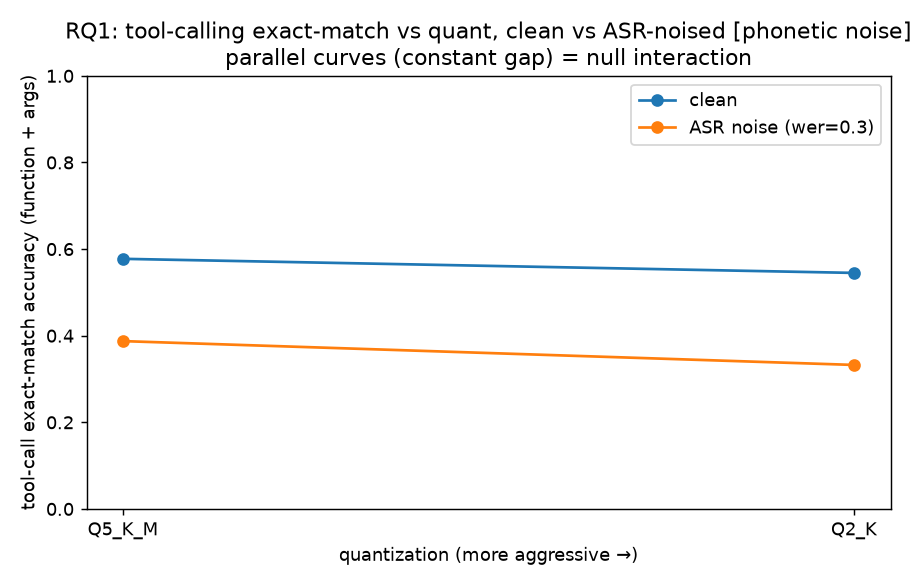 RQ1: tool-calling exact-match vs quant, clean vs ASR-noised [phonetic noise]
parallel curves (constant gap) = null interaction
tool-call exact-match accuracy (function + args)
1.0
0.8
0.6
0.4
0.2
0.0
clean
ASR noise (wer=0.3)
Q5_K_M
Q2_K
quantization (more aggressive →)